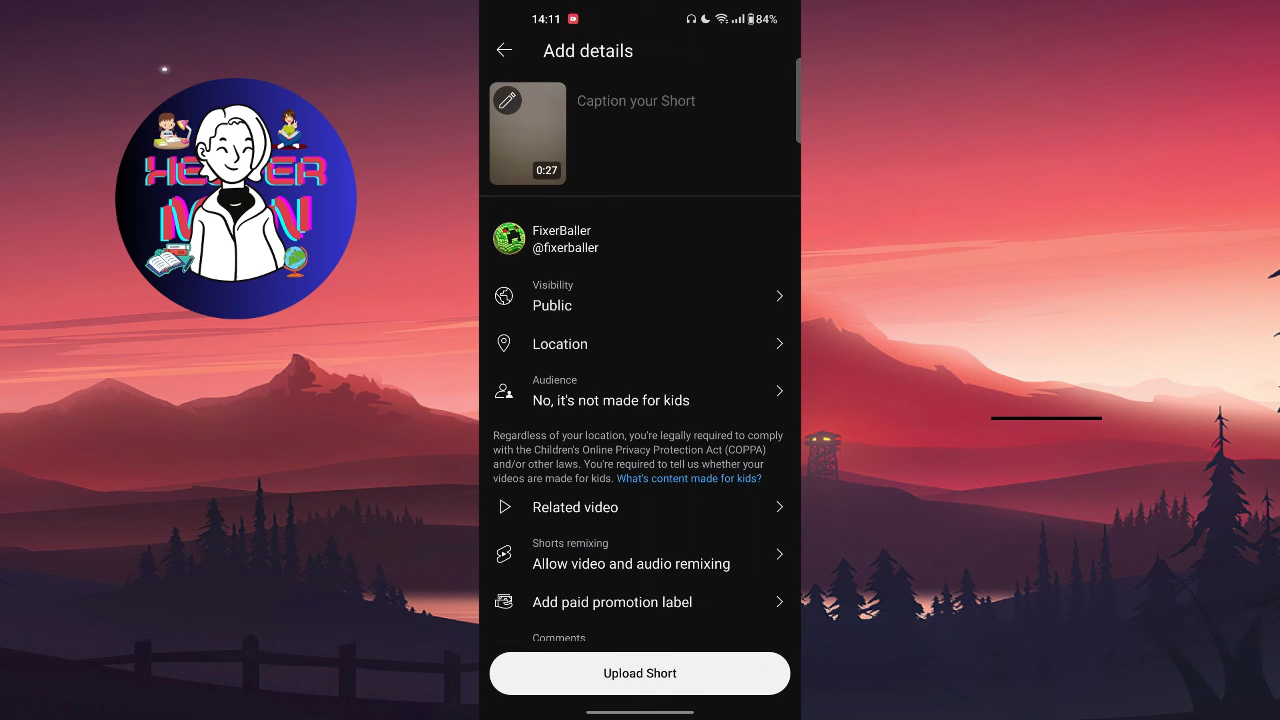 14:11
84%
Add details
Caption your Short
0:27
FixerBaller
@fixerballer
Visibility
Public
Location
Audience
No, it's not made for kids
Regardless of your location, you're legally required to comply
with the Children's Online Privacy Protection Act (COPPA)
and/or other laws. You're required to tell us whether your
videos are made for kids. What's content made for kids?
Related video
Shorts remixing
Allow video and audio remixing
Add paid promotion label
Comments
Upload Short